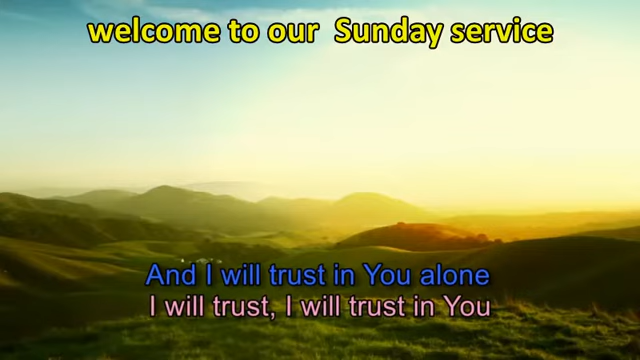 welcome to our Sunday service
And I will trust in You alone
I will trust, I will trust in You